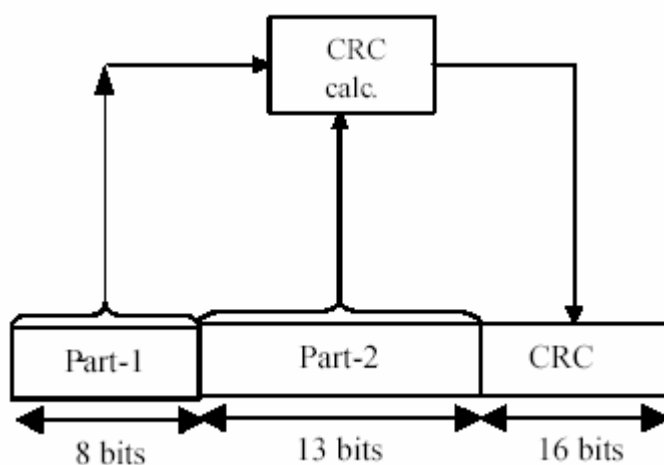 CRC
calc.
Part-1
Part-2
CRC
8 bits
13 bits
16 bits